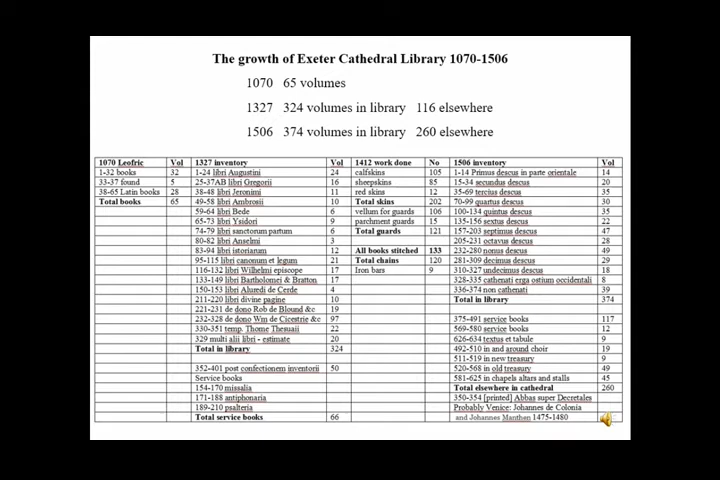 The growth of Exeter Cathedral Library 1070-1506
1070 65 volumes
1327 324 volumes in library 116 elsewhere
1506 374 volumes in library 260 elsewhere
1070 Leofric Vol 1327 inventory Vol 1412 work done No 1506 inventory Vol
1-32 books 32 1-24 libri Augustini 24 calfskins 105 1-14 Primus descus in parte orientale 14
33-37 found 5 25-37AB libri Gregorii 16 sheepskins 85 15-34 secundus descus 20
38-65 Latin books 28 38-48 libri Jeronimi 11 red skins 12 35-69 tercius descus 35
Total books 65 49-58 libri Ambrosii 10 Total skins 202 70-99 quartus descus 30
59-64 libri Bede 6 vellum for guards 106 100-134 quintus descus 35
65-73 libri Ysidori 9 parchment guards 15 135-156 sextus descus 22
74-79 libri sanctorum partum 6 Total guards 121 157-203 septimus descus 47
80-82 libri Anselmi 3 205-231 octavus descus 28
83-94 libri istoriarum 12 All books stitched 133 232-280 nonus descus 49
95-115 libri canonum et legum 21 Total chains 120 281-309 decimus descus 29
116-132 libri Wilhelmi episcope 17 Iron bars 9 310-327 undecimus descus 18
133-149 libri Bartholomei & Bratton 17 328-335 cathenati erga ostium occidentali 8
150-153 libri Aluredi de Cerde 4 336-374 non cathenati 39
211-220 libri divine pagine 10 Total in library 374
221-231 de dono Rob de Blound &c 19
232-328 de dono Wm de Cicestrie &c 97 375-491 service books 117
330-351 temp. Thome Thesuaii 22 569-580 service books 12
329 multi alii libri - estimate 20 626-634 textus et tabule 9
Total in library 324 492-510 in and around choir 19
511-519 in new treasury 9
352-401 post confectionem inventorii 50 520-568 in old treasury 49
Service books 581-625 in chapels altars and stalls 45
154-170 missalia Total elsewhere in cathedral 260
171-188 antiphonaria 350-354 [printed] Abbas super Decretales
189-210 psalteria Probably Venice: Johannes de Colonia
Total service books 66 and Johannes Manthen 1475-1480